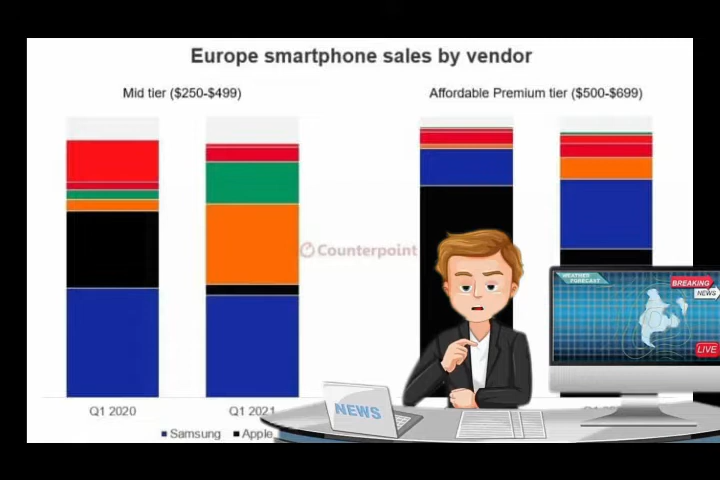 Europe smartphone sales by vendor
Mid tier ($250-$499)
Affordable Premium tier ($500-$699)
Counterpoint
WEATHER
FORECAST
BREAKING
NEWS
LIVE
NEWS
Q1 2020
Q1 2021
Samsung
Apple